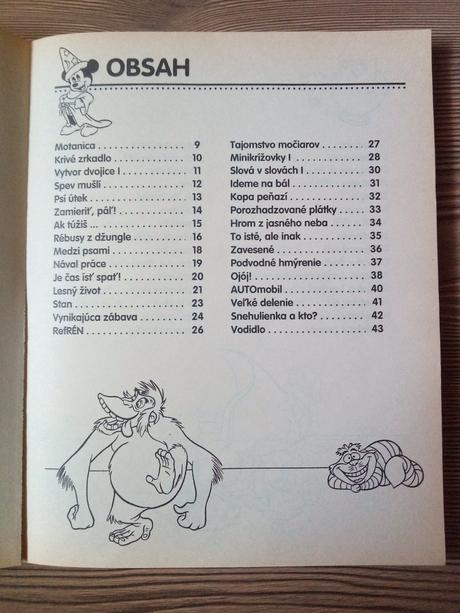 OBSAH
Motanica . . . . . . . . . . . . . . . 9
Krivé zrkadlo . . . . . . . . . . . . 10
Vytvor dvojice I . . . . . . . . . . 11
Spev mušlí . . . . . . . . . . . . . . 12
Psí útek . . . . . . . . . . . . . . . . 13
Zamieriť, páľ! . . . . . . . . . . . . 14
Ak túžiš ... . . . . . . . . . . . . . . 15
Rébusy z džungle . . . . . . . . . 16
Medzi psami . . . . . . . . . . . . . 18
Nával práce . . . . . . . . . . . . . 19
Je čas ísť spať! . . . . . . . . . . . 20
Lesný život . . . . . . . . . . . . . . 21
Stan . . . . . . . . . . . . . . . . . . . 23
Vynikajúca zábava . . . . . . . . 24
RefRÉN . . . . . . . . . . . . . . . . . 26
Tajomstvo močiarov . . . . . . . . 27
Minikrížovky I . . . . . . . . . . . . 28
Slová v slovách I . . . . . . . . . . 30
Ideme na bál . . . . . . . . . . . . . 31
Kopa peňazí . . . . . . . . . . . . . 32
Porozhadzované plátky . . . . . 33
Hrom z jasného neba . . . . . . . 34
To isté, ale inak . . . . . . . . . . . 35
Zavesené . . . . . . . . . . . . . . . . 36
Podvodné hmýrenie . . . . . . . . 37
Ojój! . . . . . . . . . . . . . . . . . . . 38
AUTOmobil . . . . . . . . . . . . . . 40
Veľké delenie . . . . . . . . . . . . . 41
Snehulienka a kto? . . . . . . . . . 42
Vodidlo . . . . . . . . . . . . . . . . . 43